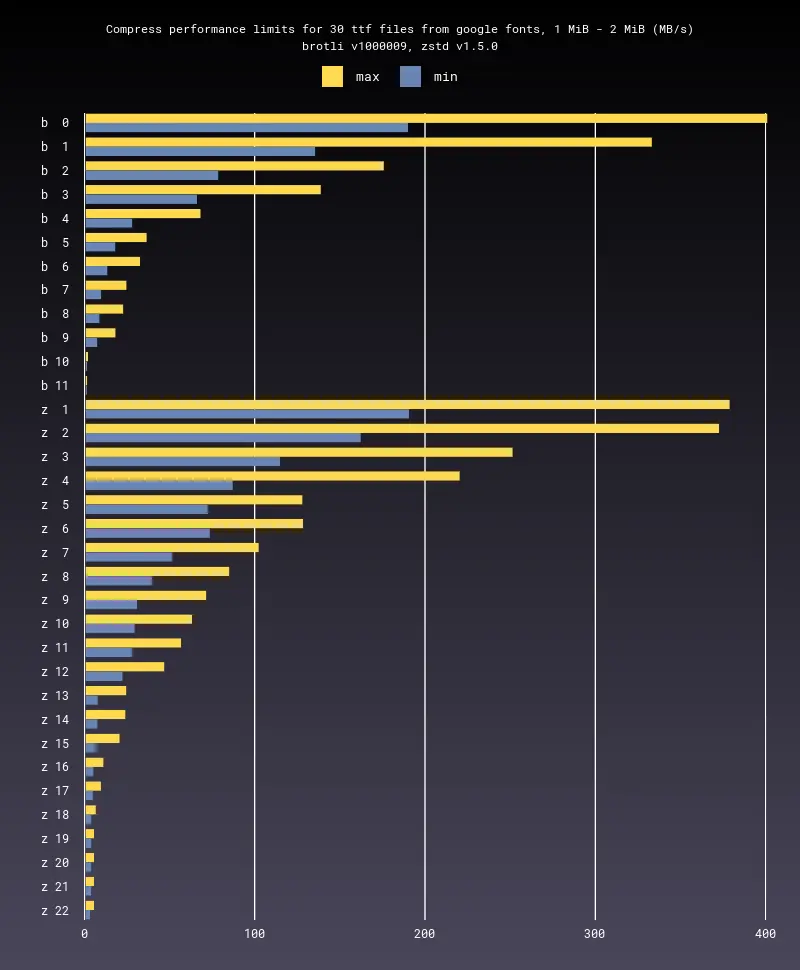 Compress performance limits for 30 ttf files from google fonts, 1 MiB - 2 MiB (MB/s)
brotli v1000009, zstd v1.5.0
max min
b 0
b 1
b 2
b 3
b 4
b 5
b 6
b 7
b 8
b 9
b 10
b 11
z 1
z 2
z 3
z 4
z 5
z 6
z 7
z 8
z 9
z 10
z 11
z 12
z 13
z 14
z 15
z 16
z 17
z 18
z 19
z 20
z 21
z 22
0 100 200 300 400